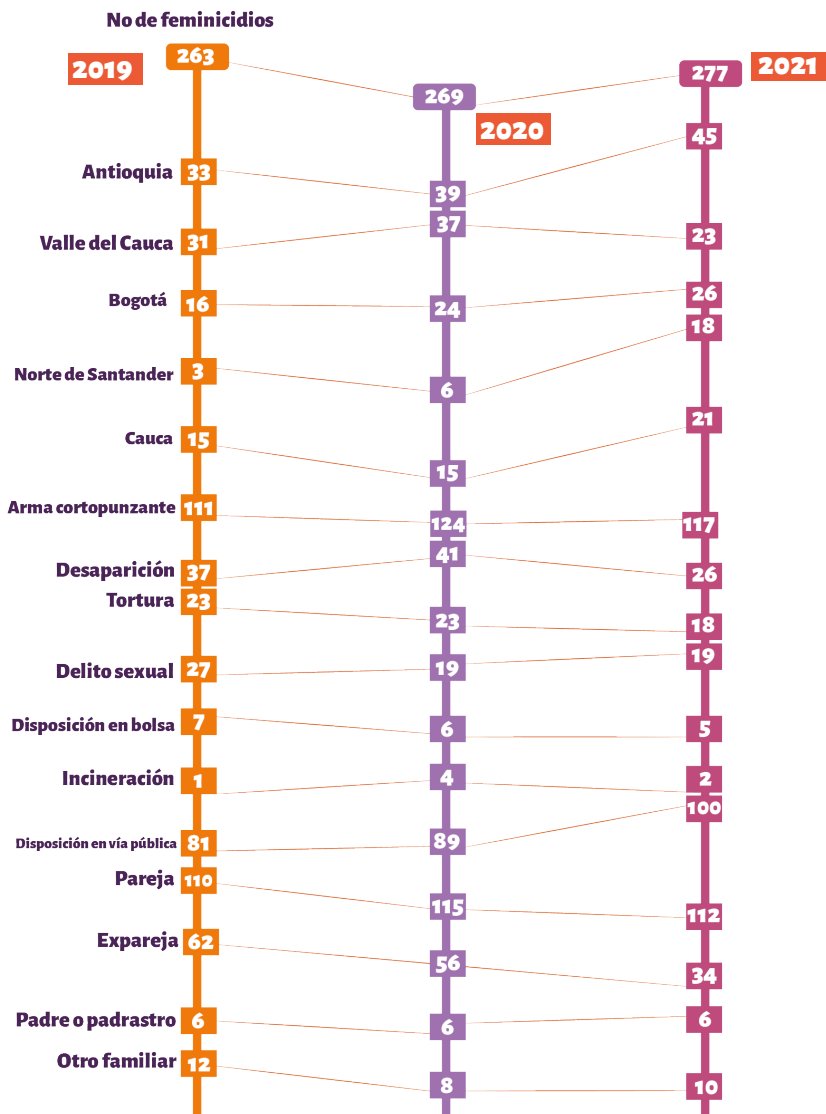 No de feminicidios
2019 263 269 2020 277 2021
Antioquia 33 39 45
Valle del Cauca 31 37 23
Bogotá 16 24 26
Norte de Santander 3 6 18
Cauca 15 15 21
Arma cortopunzante 111 124 117
Desaparición 37 41 26
Tortura 23 23 18
Delito sexual 27 19 19
Disposición en bolsa 7 6 5
Incineración 1 4 2
Disposición en vía pública 81 89 100
Pareja 110 115 112
Expareja 62 56 34
Padre o padrastro 6 6 6
Otro familiar 12 8 10